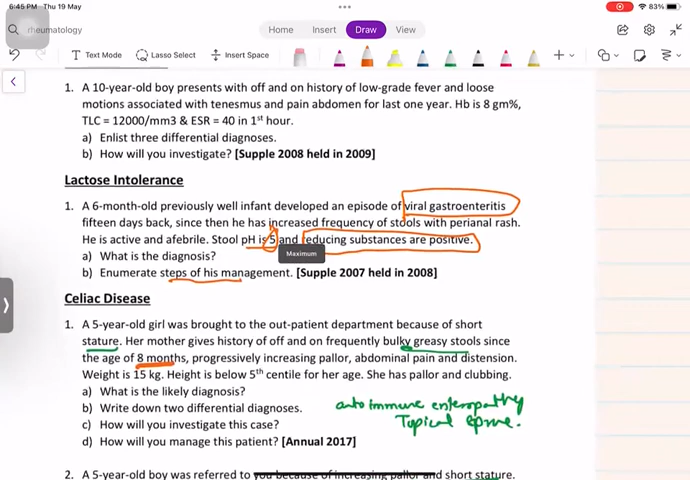 6:45 PM Thu 19 May
83%
rheumatology
Home Insert Draw View
Text Mode Lasso Select Insert Space
1. A 10-year-old boy presents with off and on history of low-grade fever and loose
motions associated with tenesmus and pain abdomen for last one year. Hb is 8 gm%,
TLC = 12000/mm3 & ESR = 40 in 1st hour.
a) Enlist three differential diagnoses.
b) How will you investigate? [Supple 2008 held in 2009]
Lactose Intolerance
1. A 6-month-old previously well infant developed an episode of viral gastroenteritis
fifteen days back, since then he has increased frequency of stools with perianal rash.
He is active and afebrile. Stool pH is 5 and reducing substances are positive.
Maximum
a) What is the diagnosis?
b) Enumerate steps of his management. [Supple 2007 held in 2008]
Celiac Disease
1. A 5-year-old girl was brought to the out-patient department because of short
stature. Her mother gives history of off and on frequently bulky greasy stools since
the age of 8 months, progressively increasing pallor, abdominal pain and distension.
Weight is 15 kg. Height is below 5th centile for her age. She has pallor and clubbing.
a) What is the likely diagnosis?
b) Write down two differential diagnoses.
c) How will you investigate this case?
d) How will you manage this patient? [Annual 2017]
auto immune enteropathy
Topical
2. A 5-year-old boy was referred to you because of increasing pallor and short stature.